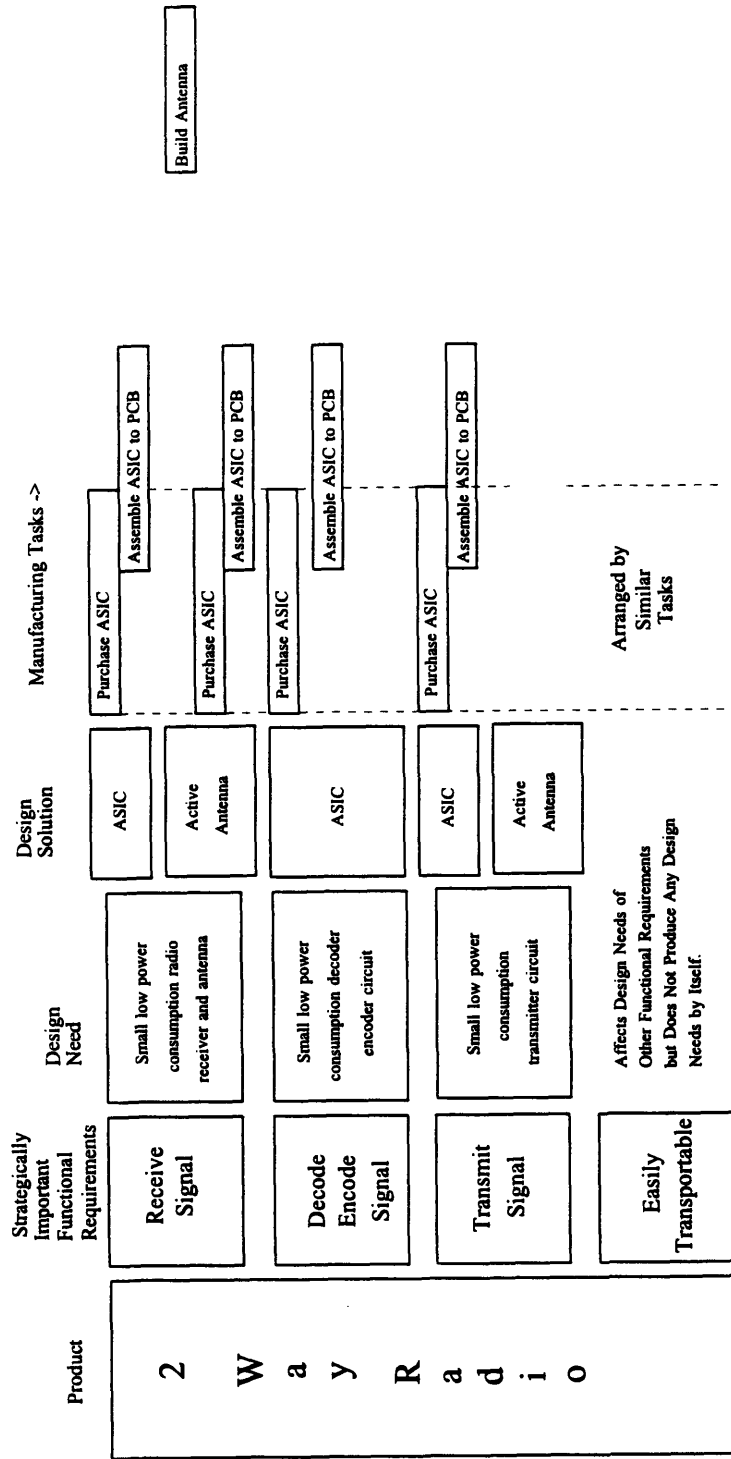 Product
Strategically
Important
Functional
Requirements
Design
Need
Design
Solution
Manufacturing Tasks ->
2
W
a
y
R
a
d
i
o
Receive
Signal
Small low power
consumption radio
receiver and antenna
ASIC
Purchase ASIC
Assemble ASIC to PCB
Active
Antenna
Build Antenna
Purchase ASIC
Assemble ASIC to PCB
Decode
Encode
Signal
Small low power
consumption decoder
encoder circuit
ASIC
Purchase ASIC
Assemble ASIC to PCB
Transmit
Signal
Small low power
consumption
transmitter circuit
ASIC
Purchase ASIC
Assemble ASIC to PCB
Active
Antenna
Easily
Transportable
Affects Design Needs of
Other Functional Requirements
but Does Not Produce Any Design
Needs by Itself.
Arranged by
Similar
Tasks